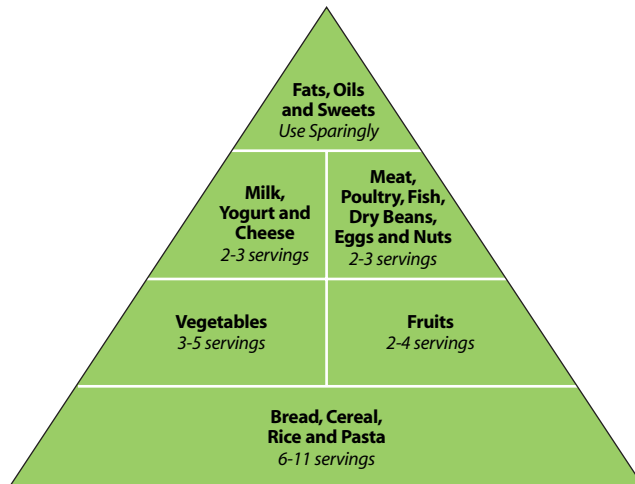 Fats, Oils
and Sweets
Use Sparingly
Milk,
Yogurt and
Cheese
2-3 servings
Meat,
Poultry, Fish,
Dry Beans,
Eggs and Nuts
2-3 servings
Vegetables
3-5 servings
Fruits
2-4 servings
Bread, Cereal,
Rice and Pasta
6-11 servings